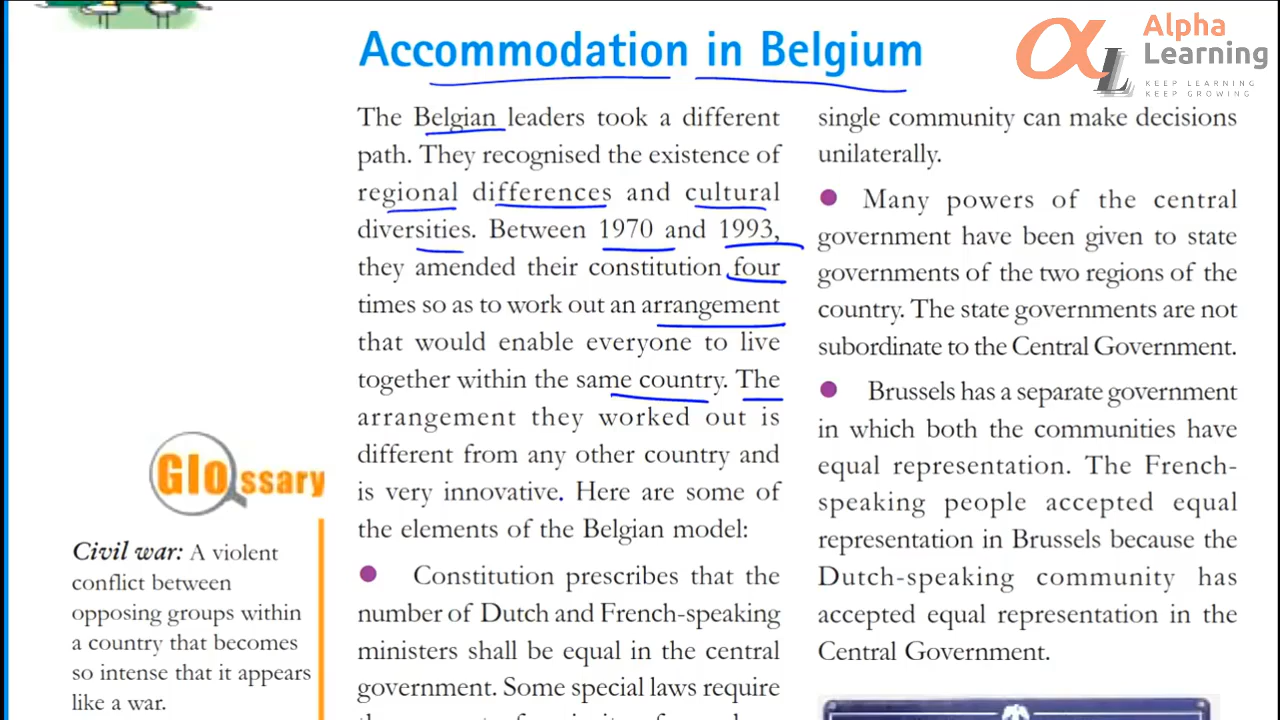 Accommodation in Belgium
Alpha
Learning
KEEP LEARNING
KEEP GROWING
L
The Belgian leaders took a different
path. They recognised the existence of
regional differences and cultural
diversities. Between 1970 and 1993,
they amended their constitution four
times so as to work out an arrangement
that would enable everyone to live
together within the same country. The
arrangement they worked out is
different from any other country and
is very innovative. Here are some of
the elements of the Belgian model:
● Constitution prescribes that the
number of Dutch and French-speaking
ministers shall be equal in the central
government. Some special laws require
single community can make decisions
unilaterally.
● Many powers of the central
government have been given to state
governments of the two regions of the
country. The state governments are not
subordinate to the Central Government.
● Brussels has a separate government
in which both the communities have
equal representation. The French-
speaking people accepted equal
representation in Brussels because the
Dutch-speaking community has
accepted equal representation in the
Central Government.
Glossary
Civil war: A violent
conflict between
opposing groups within
a country that becomes
so intense that it appears
like a war.